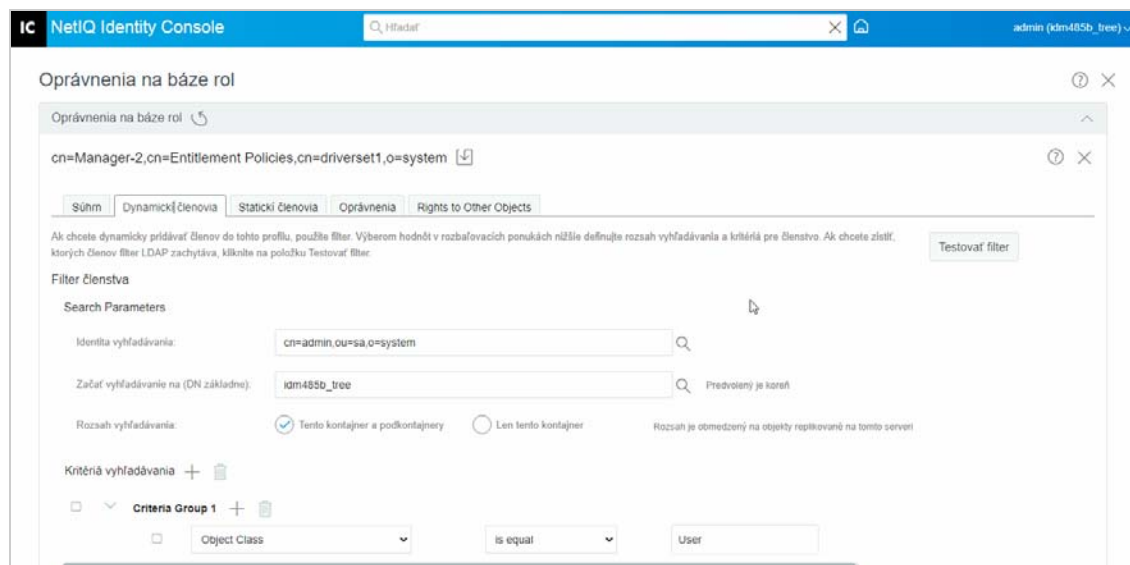 IC NetIQ Identity Console Hľadať admin (idm485b_tree)
Oprávnenia na báze rol
Oprávnenia na báze rol
cn=Manager-2,cn=Entitlement Policies,cn=driverset1,o=system
Súhrn Dynamickí členovia Statickí členovia Oprávnenia Rights to Other Objects
Ak chcete dynamicky pridávať členov do tohto profilu, použite filter. Výberom hodnôt v rozbaľovacích ponukách nižšie definujte rozsah vyhľadávania a kritériá pre členstvo. Ak chcete zistiť,
ktorých členov filter LDAP zachytáva, kliknite na položku Testovať filter.
Testovať filter
Filter členstva
Search Parameters
Identita vyhľadávania: cn=admin,ou=sa,o=system
Začať vyhľadávanie na (DN základne): idm485b_tree Predvolený je koreň
Rozsah vyhľadávania: Tento kontajner a podkontajnery Len tento kontajner Rozsah je obmedzený na objekty replikované na tomto serveri
Kritériá vyhľadávania
Criteria Group 1
Object Class is equal User